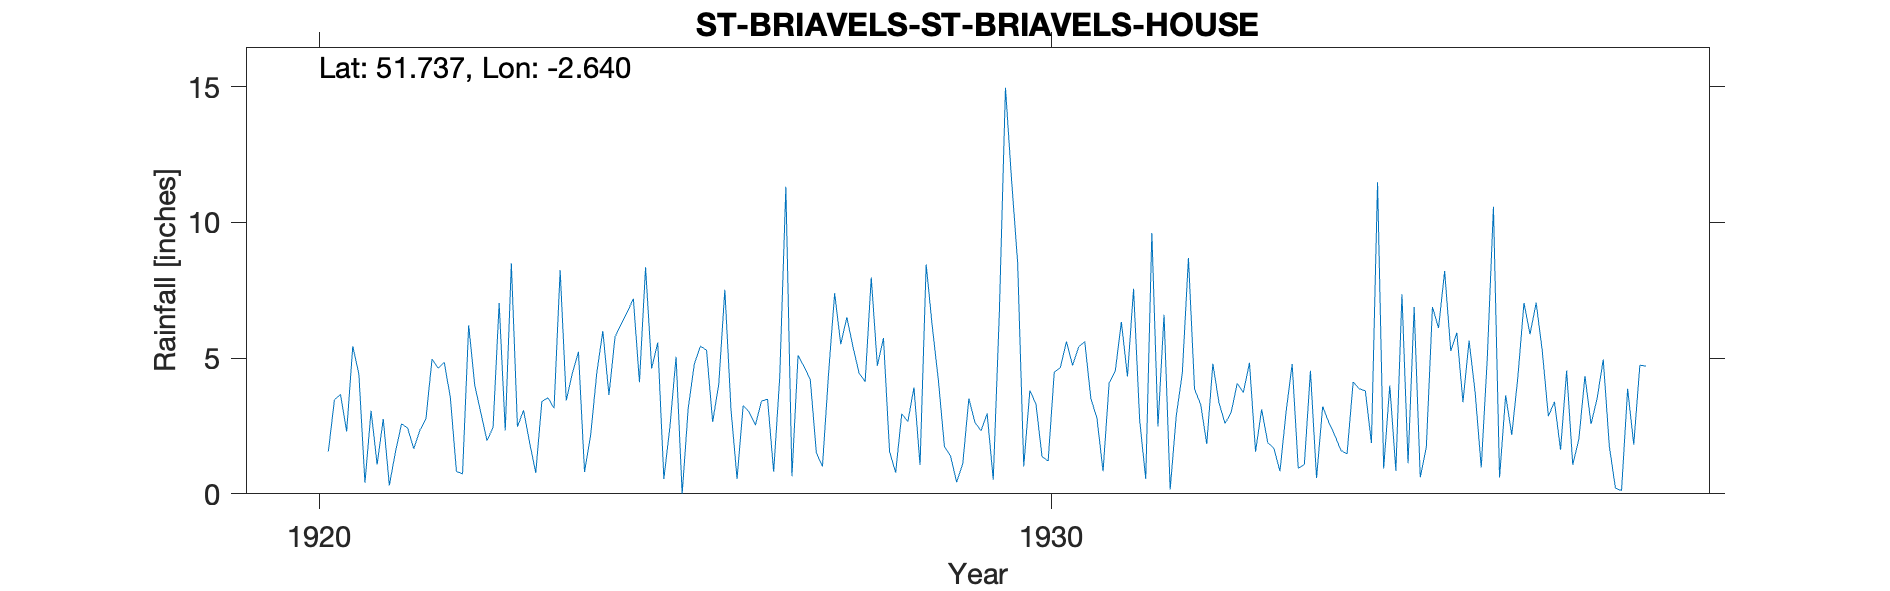 ST-BRIAVELS-ST-BRIAVELS-HOUSE
Lat: 51.737, Lon: -2.640
15
10
5
0
Rainfall [inches]
1920 1930
Year